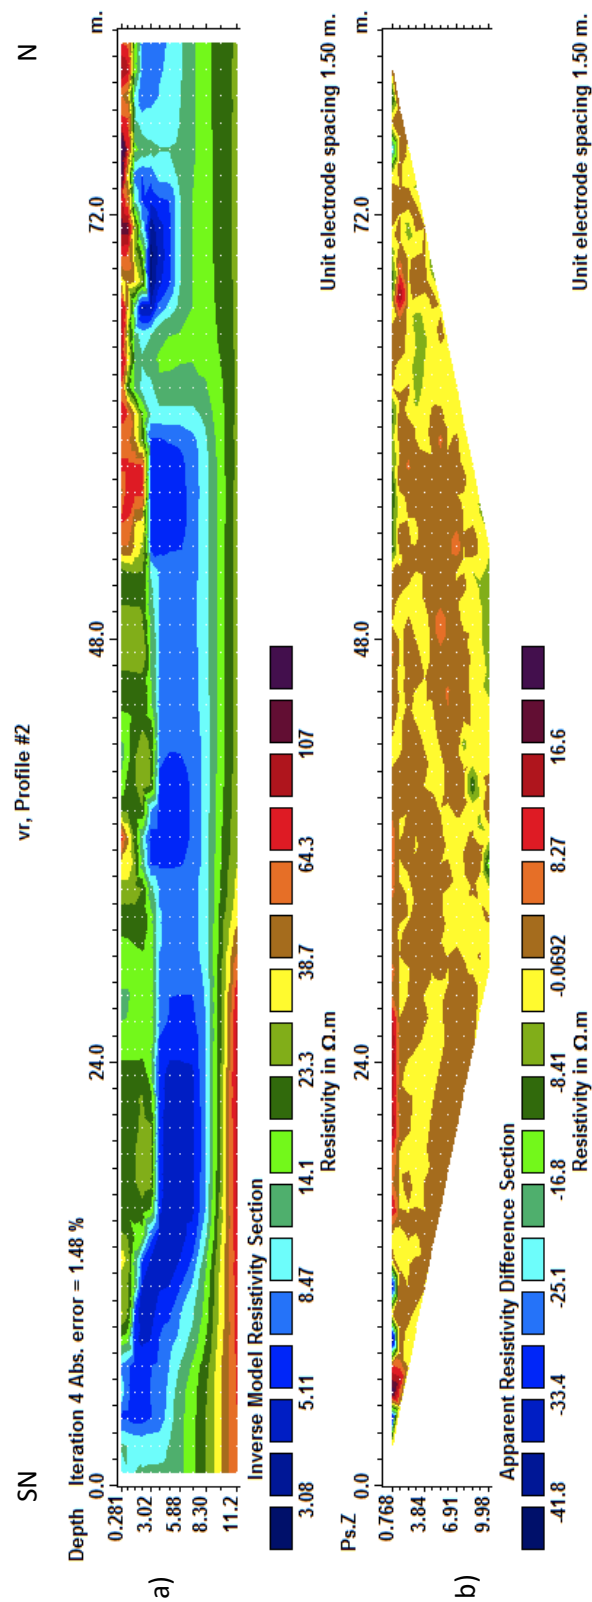 vr, Profile #2
SN N
a)
Depth Iteration 4 Abs. error = 1.48 %
0.0 24.0 48.0 72.0 m.
0.281
3.02
5.88
8.30
11.2
Inverse Model Resistivity Section
3.08 5.11 8.47 14.1 23.3 38.7 64.3 107
Resistivity in Ω.m
Unit electrode spacing 1.50 m.
b)
Ps.Z
0.0 24.0 48.0 72.0 m.
0.768
3.84
6.91
9.98
Apparent Resistivity Difference Section
-41.8 -33.4 -25.1 -16.8 -8.41 -0.0692 8.27 16.6
Resistivity in Ω.m
Unit electrode spacing 1.50 m.